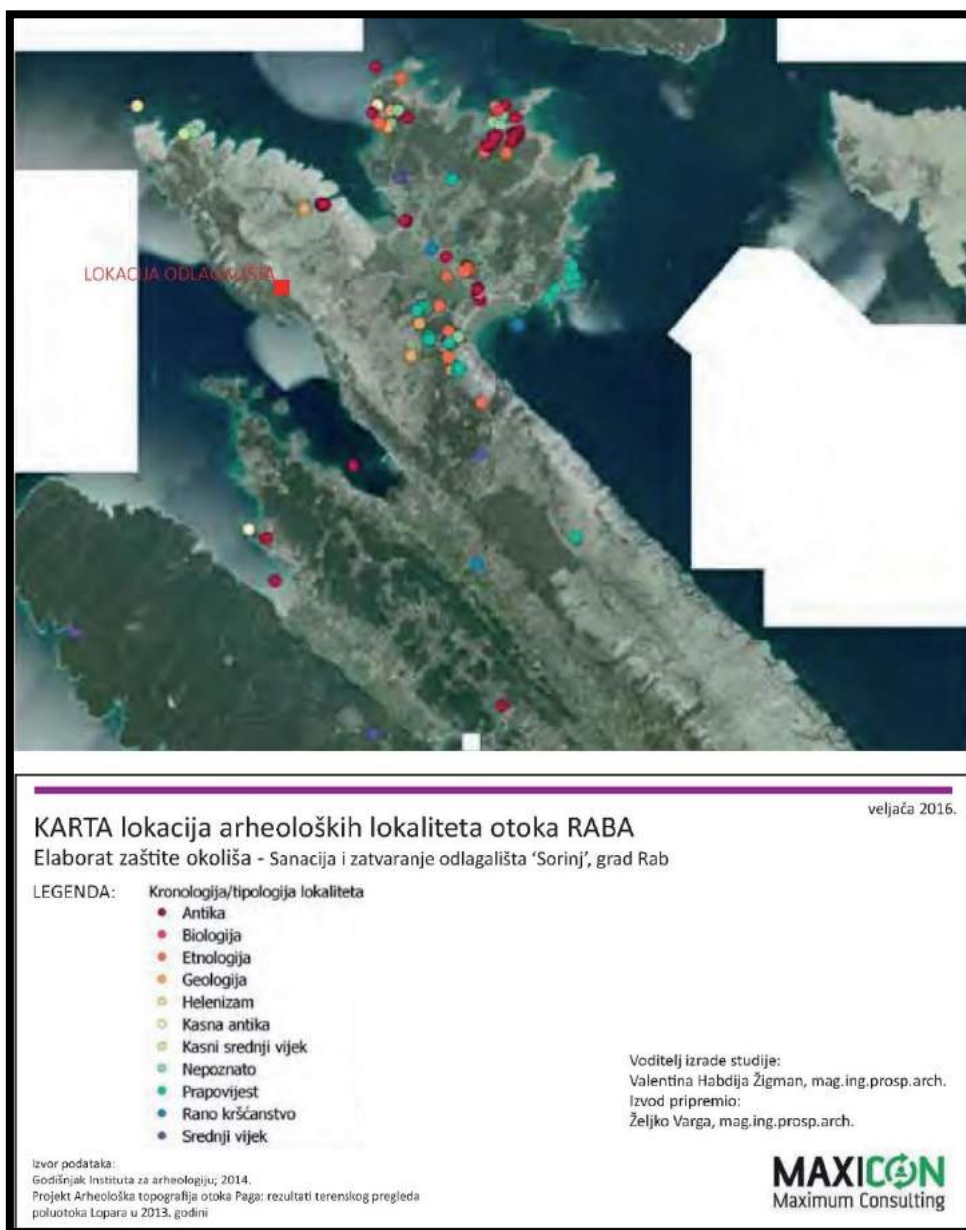 LOKACIJA ODLAGALIŠTA
veljača 2016.
KARTA lokacija arheoloških lokaliteta otoka RABA
Elaborat zaštite okoliša - Sanacija i zatvaranje odlagališta 'Sorinj', grad Rab
LEGENDA:
Kronologija/tipologija lokaliteta
Antika
Biologija
Etnologija
Geologija
Helenizam
Kasna antika
Kasni srednji vijek
Nepoznato
Prapovijest
Rano kršćanstvo
Srednji vijek
Voditelj izrade studije:
Valentina Habdija Žigman, mag.ing.prosp.arch.
Izvod pripremio:
Željko Varga, mag.ing.prosp.arch.
Izvor podataka:
Godišnjak Instituta za arheologiju; 2014.
Projekt Arheološka topografija otoka Paga: rezultati terenskog pregleda
poluotoka Lopara u 2013. godini
MAXICON
Maximum Consulting